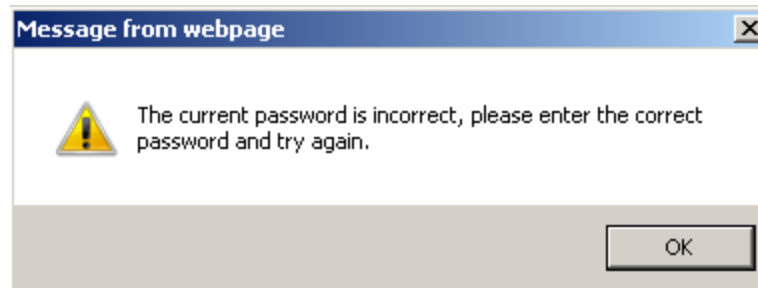 Message from webpage
The current password is incorrect, please enter the correct
password and try again.
OK